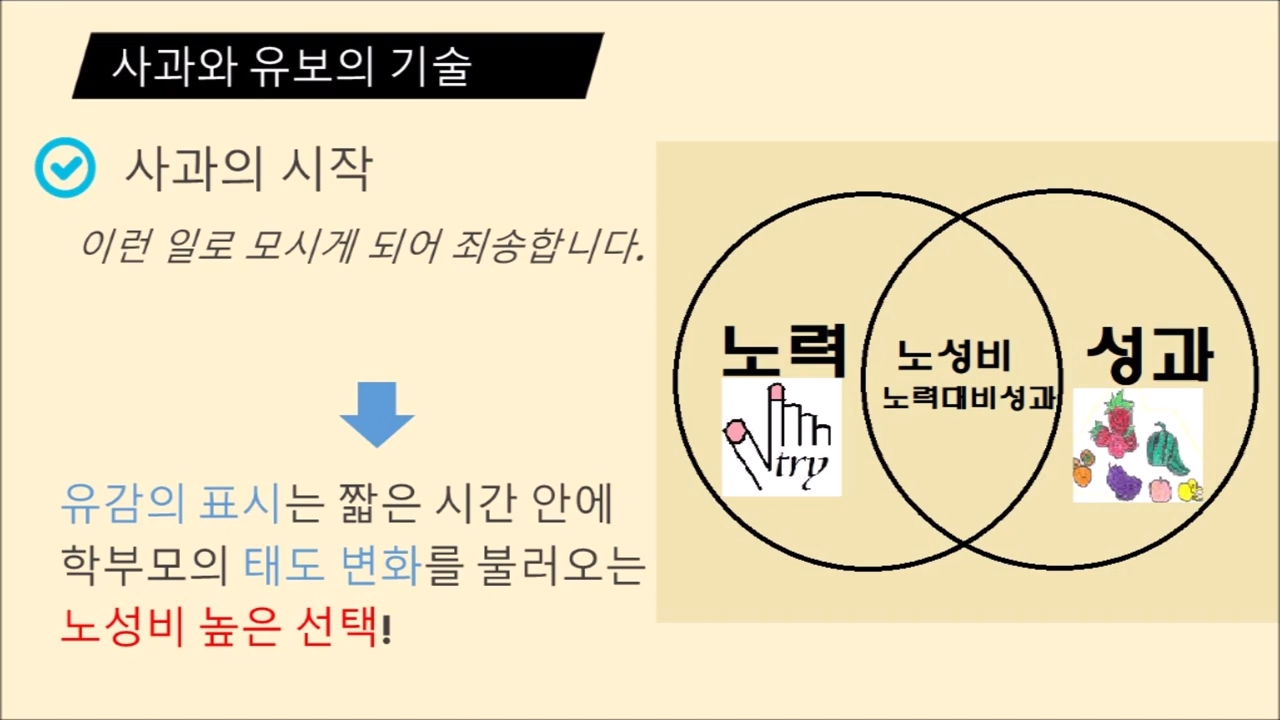 사과와 유보의 기술
사과의 시작
이런 일로 모시게 되어 죄송합니다.
유감의 표시는 짧은 시간 안에
학부모의 태도 변화를 불러오는
노성비 높은 선택!
노력
try
노성비
노력대비성과
성과